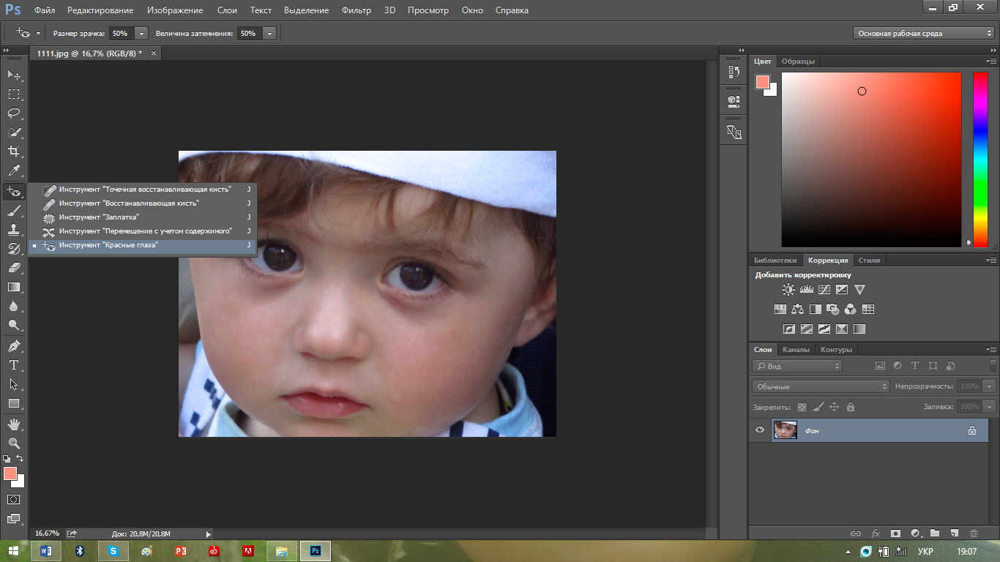 Ps Файл Редактирование Изображение Слои Текст Выделение Фильтр 3D Просмотр Окно Справка
Размер зрачка: 50% Величина затемнения: 50% Основная рабочая среда
1111.jpg @ 16,7% (RGB/8) * ×
Цвет Образцы
Инструмент "Точечная восстанавливающая кисть" J
Инструмент "Восстанавливающая кисть" J
Инструмент "Заплатка" J
Инструмент "Перемещение с учетом содержимого" J
Инструмент "Красные глаза" J
Библиотеки Коррекция Стили
Добавить корректировку
Слои Каналы Контуры
Вид
Обычные Непрозрачность: 100%
Закрепить: Заливка: 100%
Фон
16,67% Док: 20,8M/20,8M
УКР 19:07